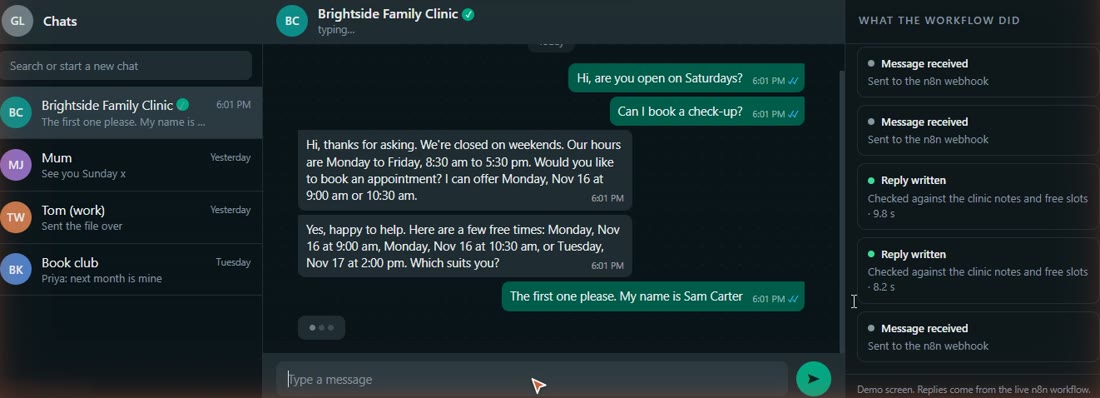 GL
Chats
Search or start a new chat
BC
Brightside Family Clinic
6:01 PM
The first one please. My name is ...
MJ
Mum
Yesterday
See you Sunday x
TW
Tom (work)
Yesterday
Sent the file over
BK
Book club
Tuesday
Priya: next month is mine
BC
Brightside Family Clinic
typing...
Hi, are you open on Saturdays? 6:01 PM
Can I book a check-up? 6:01 PM
Hi, thanks for asking. We're closed on weekends. Our hours
are Monday to Friday, 8:30 am to 5:30 pm. Would you like
to book an appointment? I can offer Monday, Nov 16 at
9:00 am or 10:30 am.
6:01 PM
Yes, happy to help. Here are a few free times: Monday, Nov
16 at 9:00 am, Monday, Nov 16 at 10:30 am, or Tuesday,
Nov 17 at 2:00 pm. Which suits you?
6:01 PM
The first one please. My name is Sam Carter 6:01 PM
Type a message
WHAT THE WORKFLOW DID
Message received
Sent to the n8n webhook
Message received
Sent to the n8n webhook
Reply written
Checked against the clinic notes and free slots
· 9.8 s
Reply written
Checked against the clinic notes and free slots
· 8.2 s
Message received
Sent to the n8n webhook
Demo screen. Replies come from the live n8n workflow.